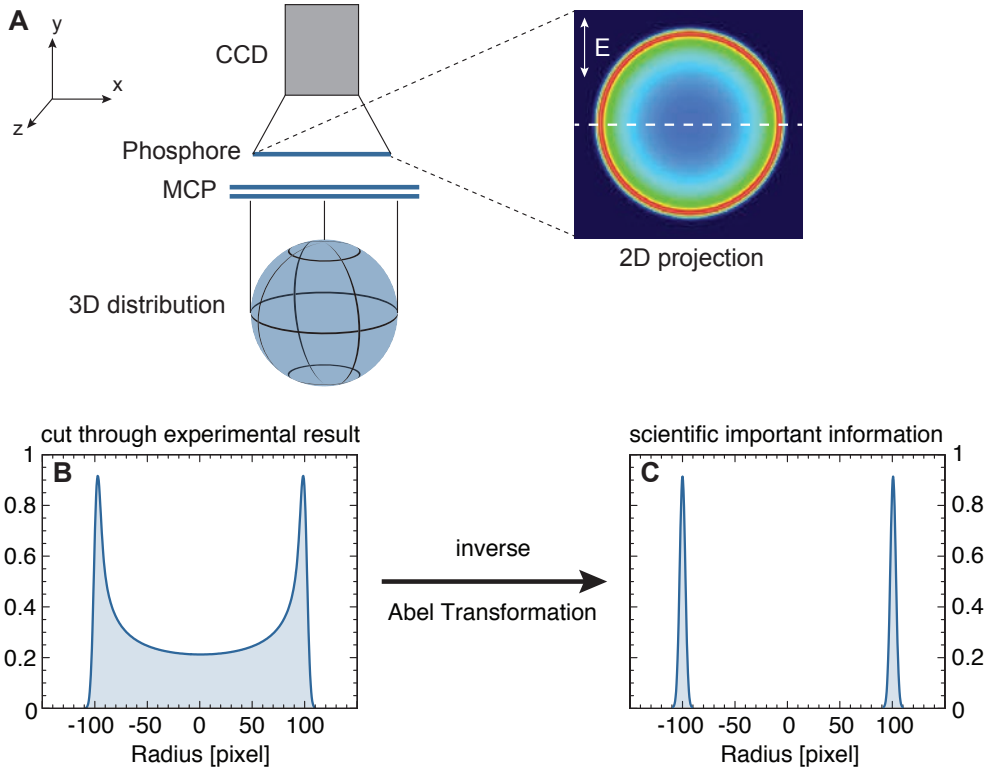 A
y
x
z
CCD
Phosphore
MCP
3D distribution
E
2D projection
cut through experimental result
B
0.8
0.6
0.4
0.2
0
-100 -50 0 50 100
Radius [pixel]
inverse
Abel Transformation
scientific important information
C
1
0.8
0.6
0.4
0.2
0
-100 -50 0 50 100
Radius [pixel]